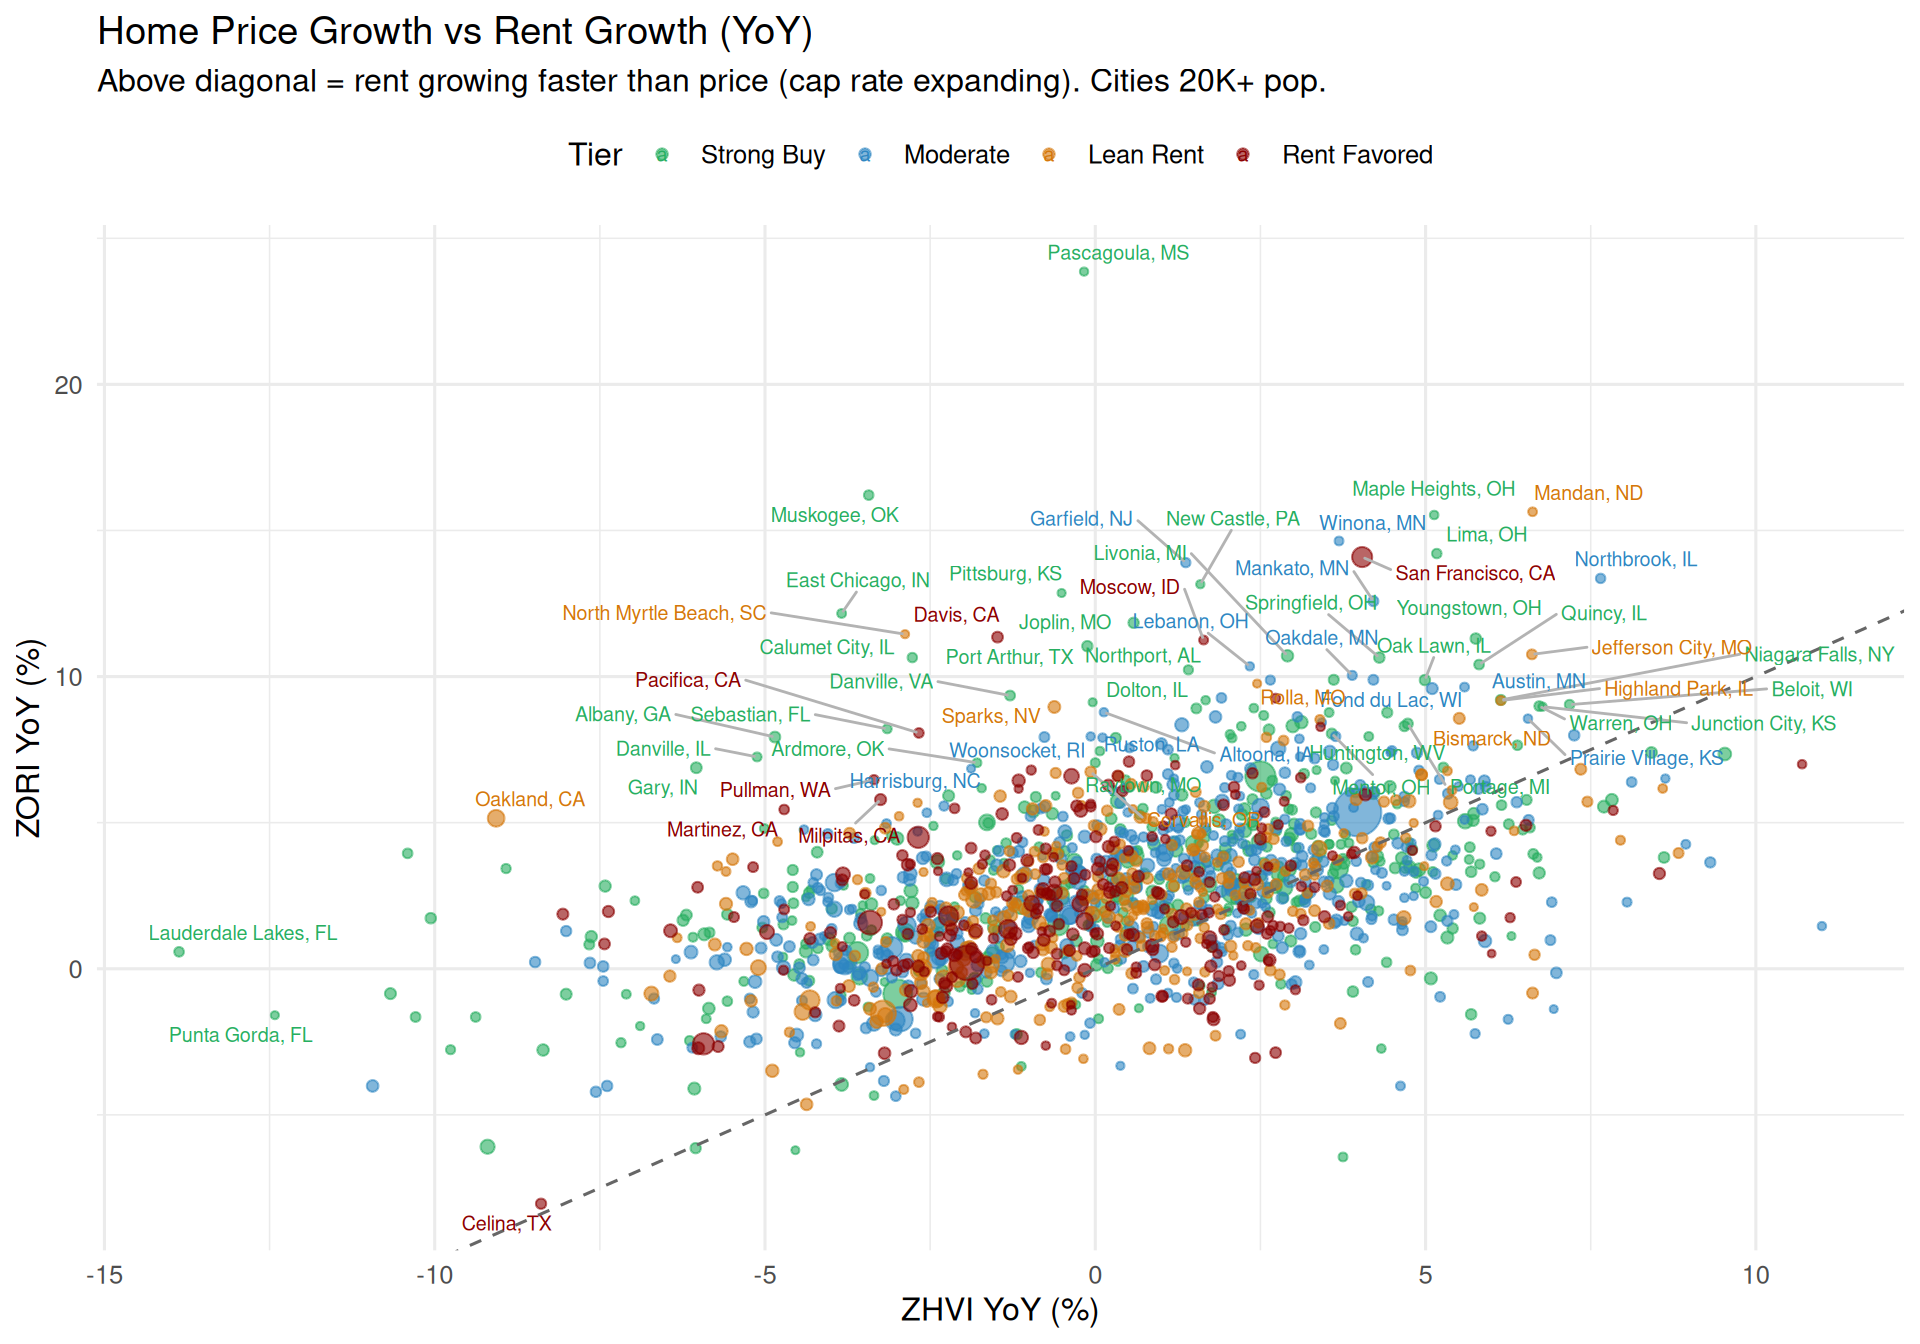 Home Price Growth vs Rent Growth (YoY)
Above diagonal = rent growing faster than price (cap rate expanding). Cities 20K+ pop.
Tier Strong Buy Moderate Lean Rent Rent Favored
Pascagoula, MS
20
Maple Heights, OH
Mandan, ND
Muskogee, OK
Garfield, NJ
New Castle, PA
Winona, MN
Lima, OH
Livonia, MI
Northbrook, IL
East Chicago, IN
Pittsburg, KS
Mankato, MN
San Francisco, CA
Moscow, ID
North Myrtle Beach, SC
Davis, CA
Joplin, MO
Lebanon, OH
Springfield, OH
Youngstown, OH
Quincy, IL
Calumet City, IL
Port Arthur, TX
Northport, AL
Oakdale, MN
Oak Lawn, IL
Jefferson City, MO
Niagara Falls, NY
10
Pacifica, CA
Danville, VA
Dolton, IL
Rolla, MO
Fond du Lac, WI
Austin, MN
Highland Park, IL
Beloit, WI
Albany, GA
Sebastian, FL
Sparks, NV
Warren, OH
Junction City, KS
Danville, IL
Ardmore, OK
Woonsocket, RI
Ruston, LA
Altoona, IA
Huntington, WV
Bismarck, ND
Prairie Village, KS
Gary, IN
Pullman, WA
Harrisburg, NC
Raytown, MO
Mentor, OH
Portage, MI
Oakland, CA
Martinez, CA
Milpitas, CA
Corvallis, OR
Lauderdale Lakes, FL
0
Punta Gorda, FL
Celina, TX
ZORI YoY (%)
-15 -10 -5 0 5 10
ZHVI YoY (%)